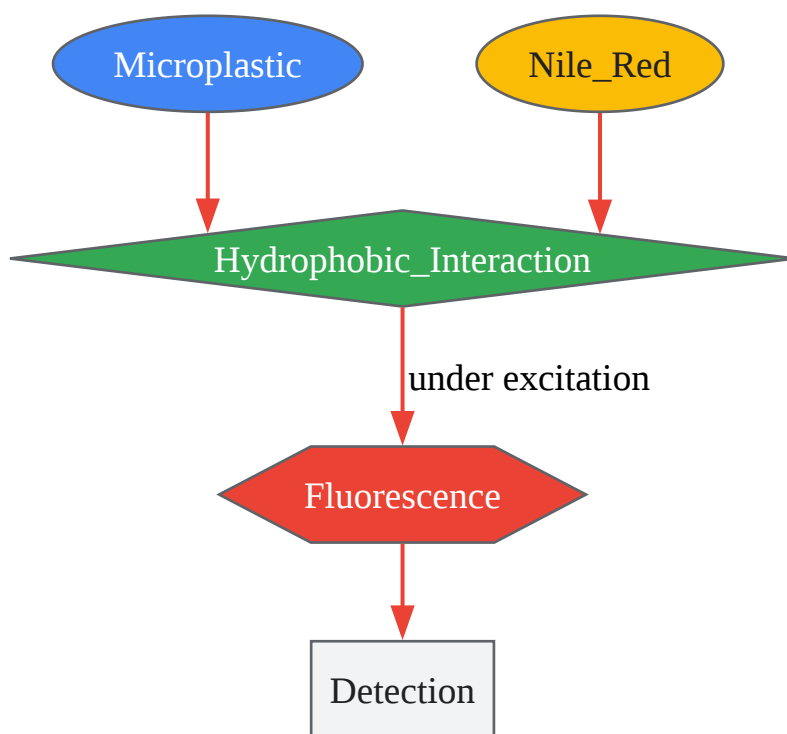 Microplastic
Nile_Red
Hydrophobic_Interaction
under excitation
Fluorescence
Detection